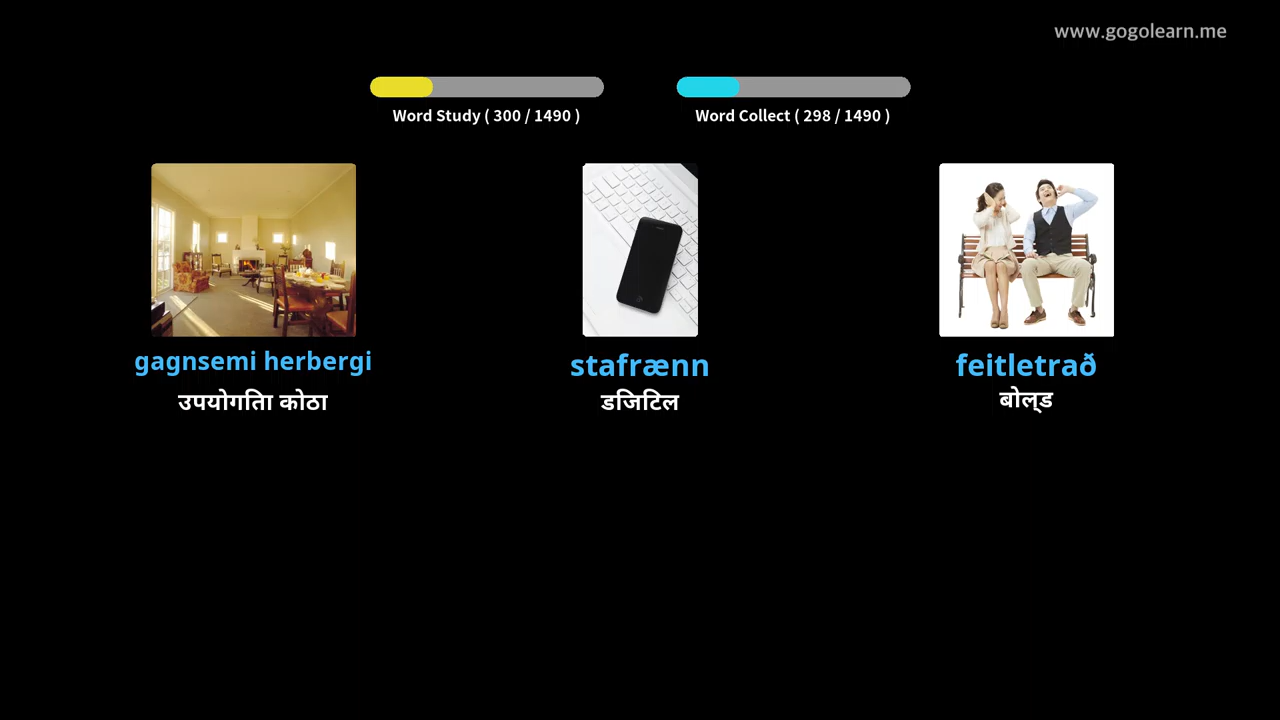 www.gogolearn.me
Word Study ( 300 / 1490 )
Word Collect ( 298 / 1490 )
gagnsemi herbergi
stafrænn
feitletrað
उपयोगिता कोठा
डिजिटल
बोल्ड